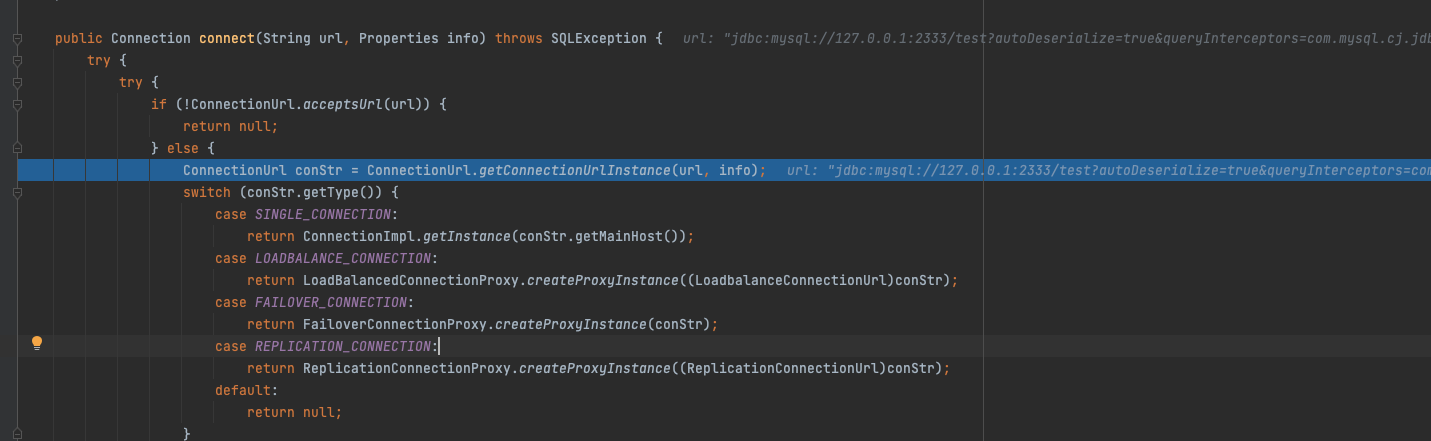 public Connection connect(String url, Properties info) throws SQLException {   url: "jdbc:mysql://127.0.0.1:2333/test?autoDeserialize=true&queryInterceptors=com.mysql.cj.jdb
try {
try {
if (!ConnectionUrl.acceptsUrl(url)) {
return null;
} else {
ConnectionUrl conStr = ConnectionUrl.getConnectionUrlInstance(url, info);   url: "jdbc:mysql://127.0.0.1:2333/test?autoDeserialize=true&queryInterceptors=com
switch (conStr.getType()) {
case SINGLE_CONNECTION:
return ConnectionImpl.getInstance(conStr.getMainHost());
case LOADBALANCE_CONNECTION:
return LoadBalancedConnectionProxy.createProxyInstance((LoadbalanceConnectionUrl)conStr);
case FAILOVER_CONNECTION:
return FailoverConnectionProxy.createProxyInstance(conStr);
case REPLICATION_CONNECTION:
return ReplicationConnectionProxy.createProxyInstance((ReplicationConnectionUrl)conStr);
default:
return null;
}